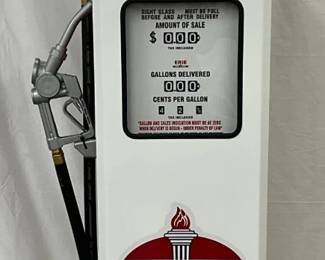 SIGHT GLASS MUST BE FULL
BEFORE AND AFTER DELIVERY
AMOUNT OF SALE
$ 000
TAX INCLUDED
ERIE
GALLONS DELIVERED
000
CENTS PER GALLON
4 2
TAX INCLUDED
"GALLON AND SALES INDICATION MUST BE ZERO
WHEN DELIVERY IS BEGUN - UNDER PENALTY OF LAW"